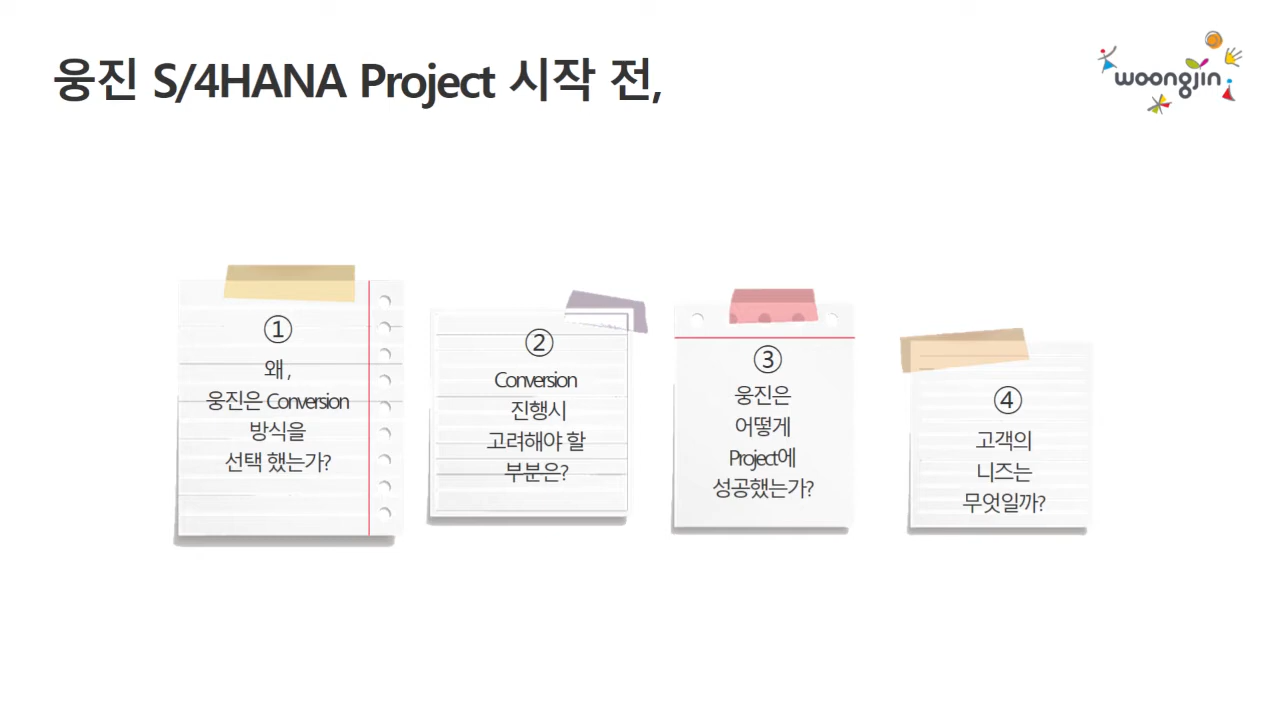 웅진 S/4HANA Project 시작 전,
woongjin
①
왜,
웅진은 Conversion
방식을
선택 했는가?
②
Conversion
진행시
고려해야 할
부분은?
③
웅진은
어떻게
Project에
성공했는가?
④
고객의
니즈는
무엇일까?